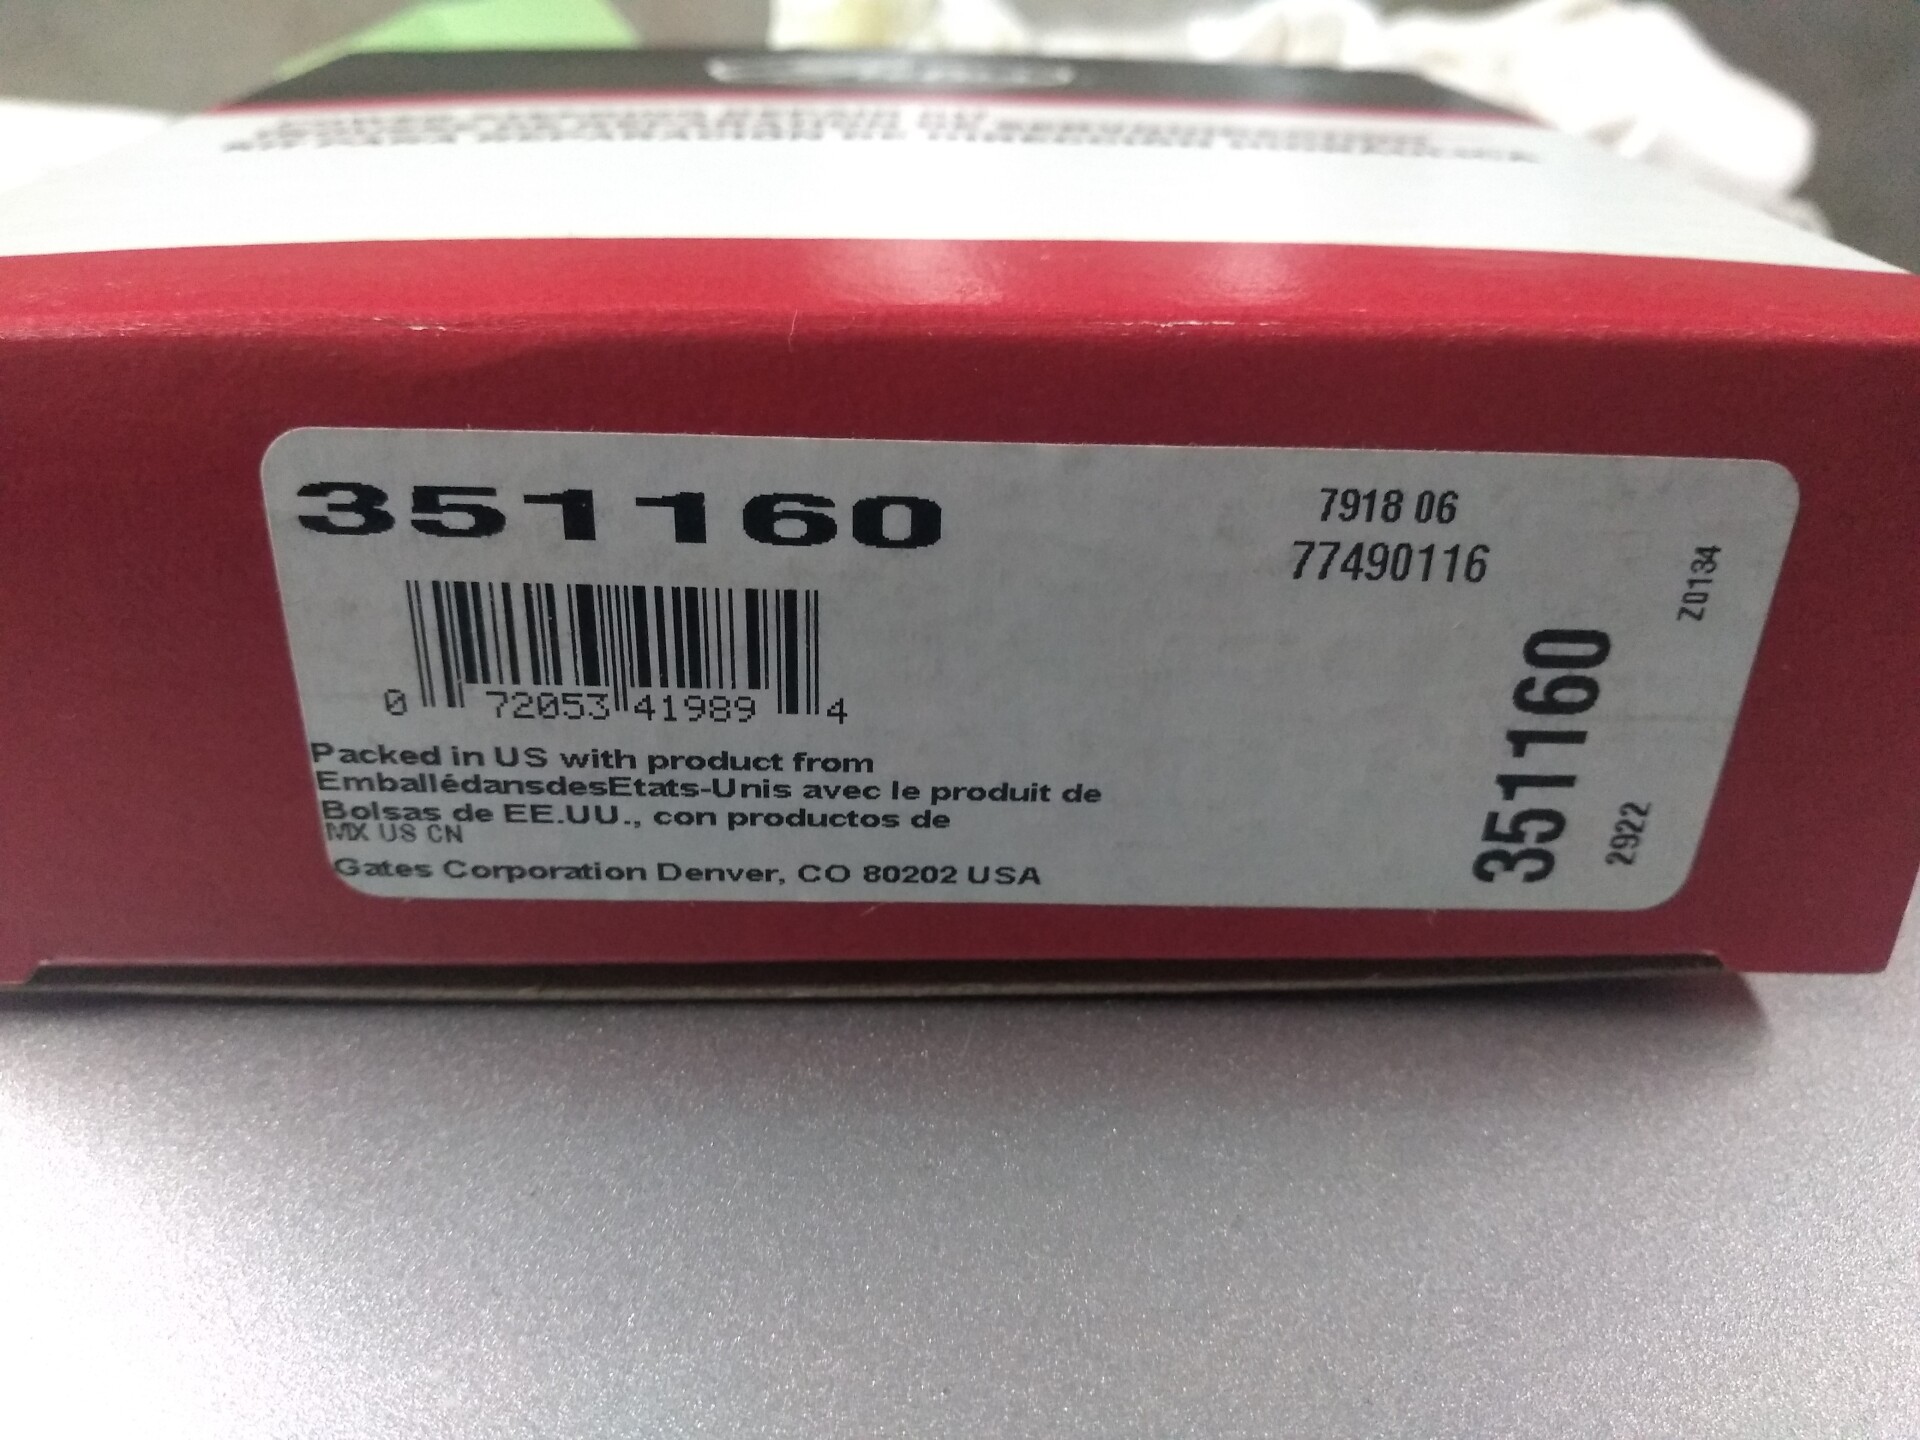 351160
7918 06
77490116
Z0134
0 72053 41989 4
351160
2922
Packed in US with product from
EmballédansdesEtats-Unis avec le produit de
Bolsas de EE.UU., con productos de
MX US CN
Gates Corporation Denver, CO 80202 USA